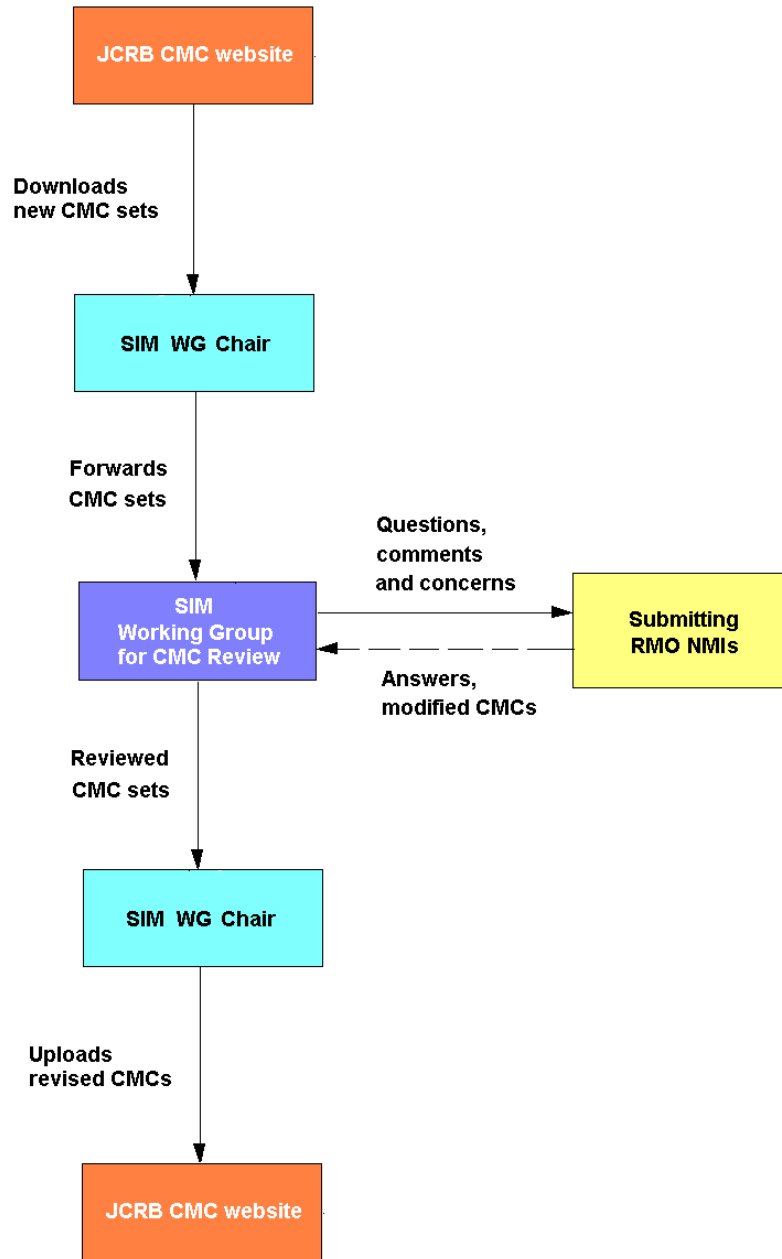 JCRB CMC website
Downloads
new CMC sets
SIM WG Chair
Forwards
CMC sets
Questions,
comments
and concerns
SIM
Working Group
for CMC Review
Submitting
RMO NMIs
Answers,
modified CMCs
Reviewed
CMC sets
SIM WG Chair
Uploads
revised CMCs
JCRB CMC website